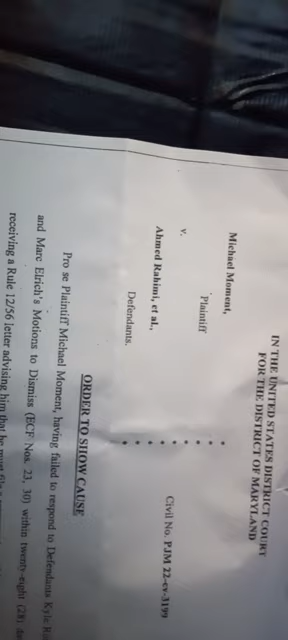 IN THE UNITED STATES DISTRICT COURT
FOR THE DISTRICT OF MARYLAND
Michael Moment,
Plaintiff
v.
Ahmed Rahimi, et al.,
Defendants.
*
*
*
*
*
*
*
*
Civil No. PJM 22-cv-3199
ORDER TO SHOW CAUSE
Pro se Plaintiff Michael Moment, having failed to respond to Defendants Kyle
and Marc Elrich's Motions to Dismiss (ECF Nos. 23, 30) within twenty-eight (28)
receiving a Rule 12/56 letter advising him that he must file